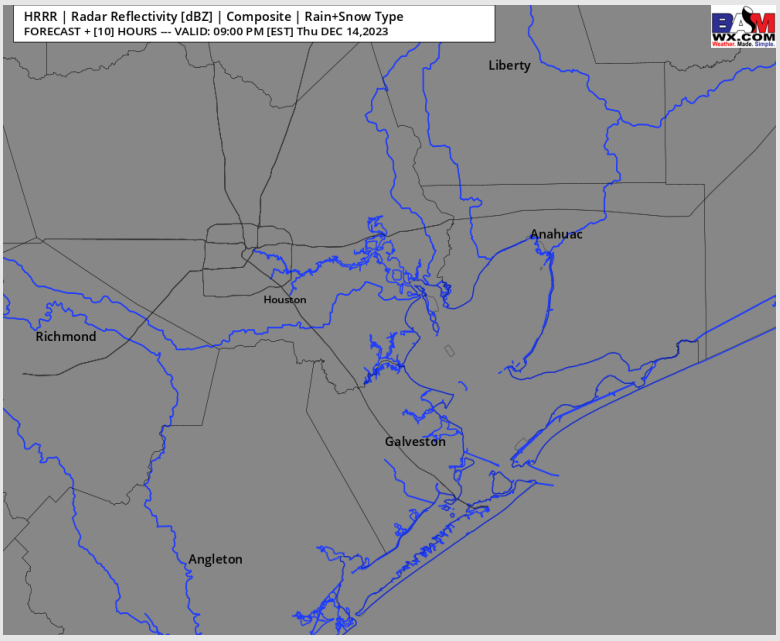 HRRR | Radar Reflectivity [dBZ] | Composite | Rain+Snow Type
FORECAST + [10] HOURS --- VALID: 09:00 PM [EST] Thu DEC 14,2023
BAM
WX.COM
Weather. Made. Simple.
Liberty
Anahuac
Houston
Richmond
Galveston
Angleton